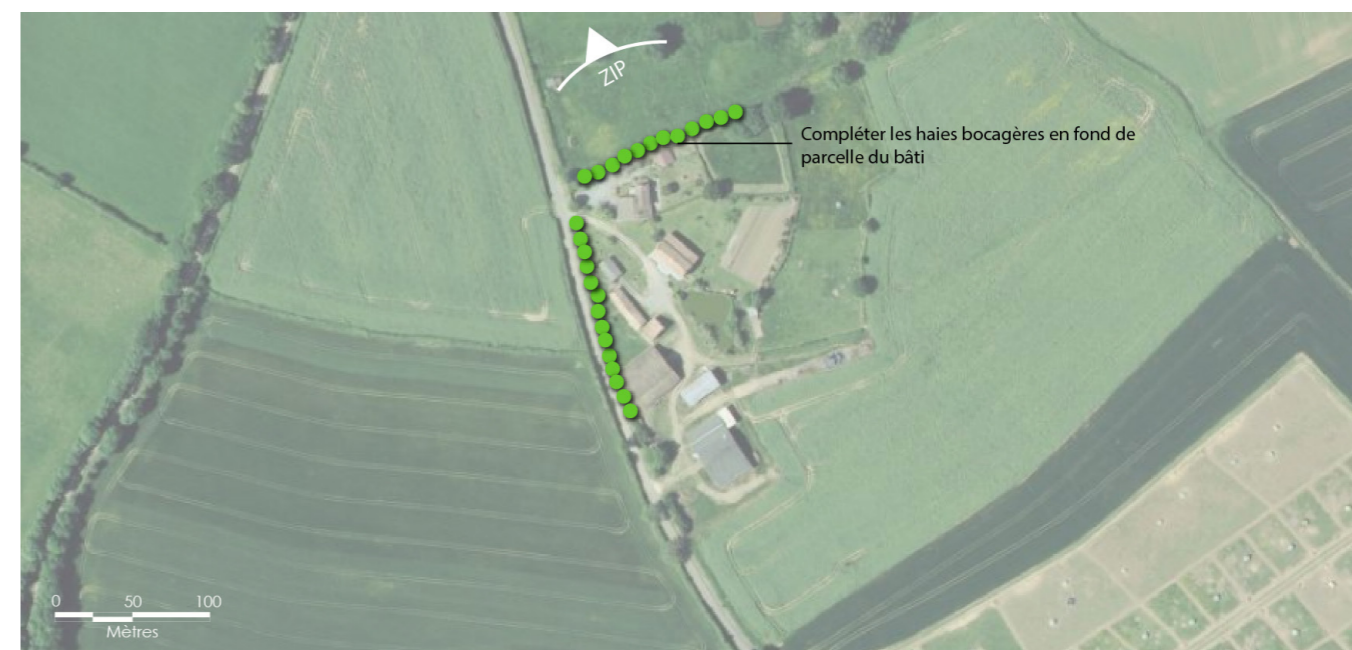 ZIP
Compléter les haies bocagères en fond de
parcelle du bâti
0 50 100
Mètres